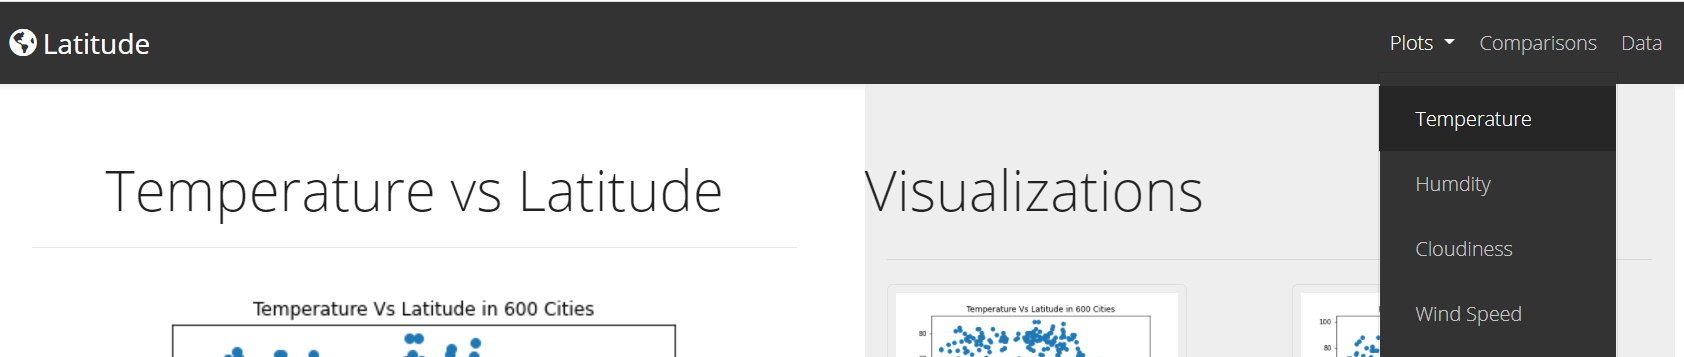 Latitude
Plots Comparisons Data
Temperature
Humdity
Cloudiness
Wind Speed
Temperature vs Latitude
Visualizations
Temperature Vs Latitude in 600 Cities
Temperature Vs Latitude in 600 Cities
80
100
80